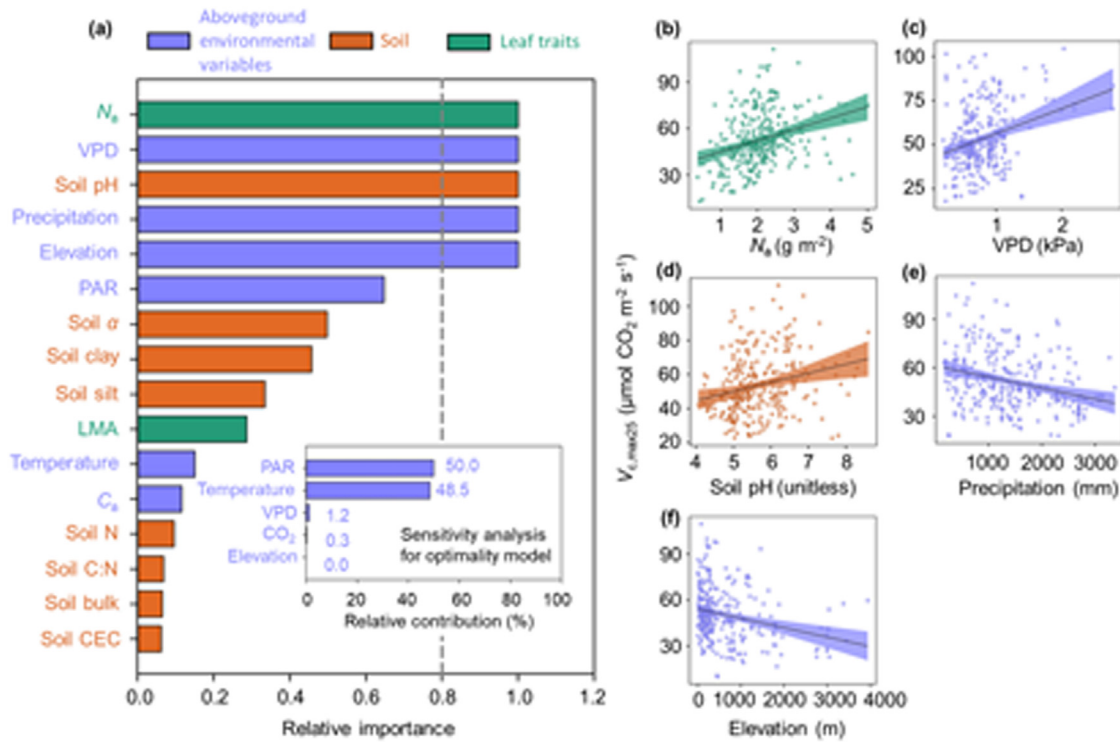 (a)
Aboveground
environmental
variables
Soil
Leaf traits
Nₐ
VPD
Soil pH
Precipitation
Elevation
PAR
Soil α
Soil clay
Soil silt
LMA
Temperature
Cₐ
Soil N
Soil C:N
Soil bulk
Soil CEC
0.0 0.2 0.4 0.6 0.8 1.0 1.2
Relative importance
PAR 50.0
Temperature 48.5
VPD 1.2
CO₂ 0.3
Elevation 0.0
Sensitivity analysis
for optimality model
0 20 40 60 80 100
Relative contribution (%)
V꜀,ₘₐₓ₂₅ (μmol CO₂ m⁻² s⁻¹)
(b)
90
60
30
1 2 3 4 5
Nₐ (g m⁻²)
(c)
100
75
50
25
1 2
VPD (kPa)
(d)
100
80
60
40
20
4 5 6 7 8
Soil pH (unitless)
(e)
90
60
30
1000 2000 3000
Precipitation (mm)
(f)
90
60
30
0 1000 2000 3000 4000
Elevation (m)